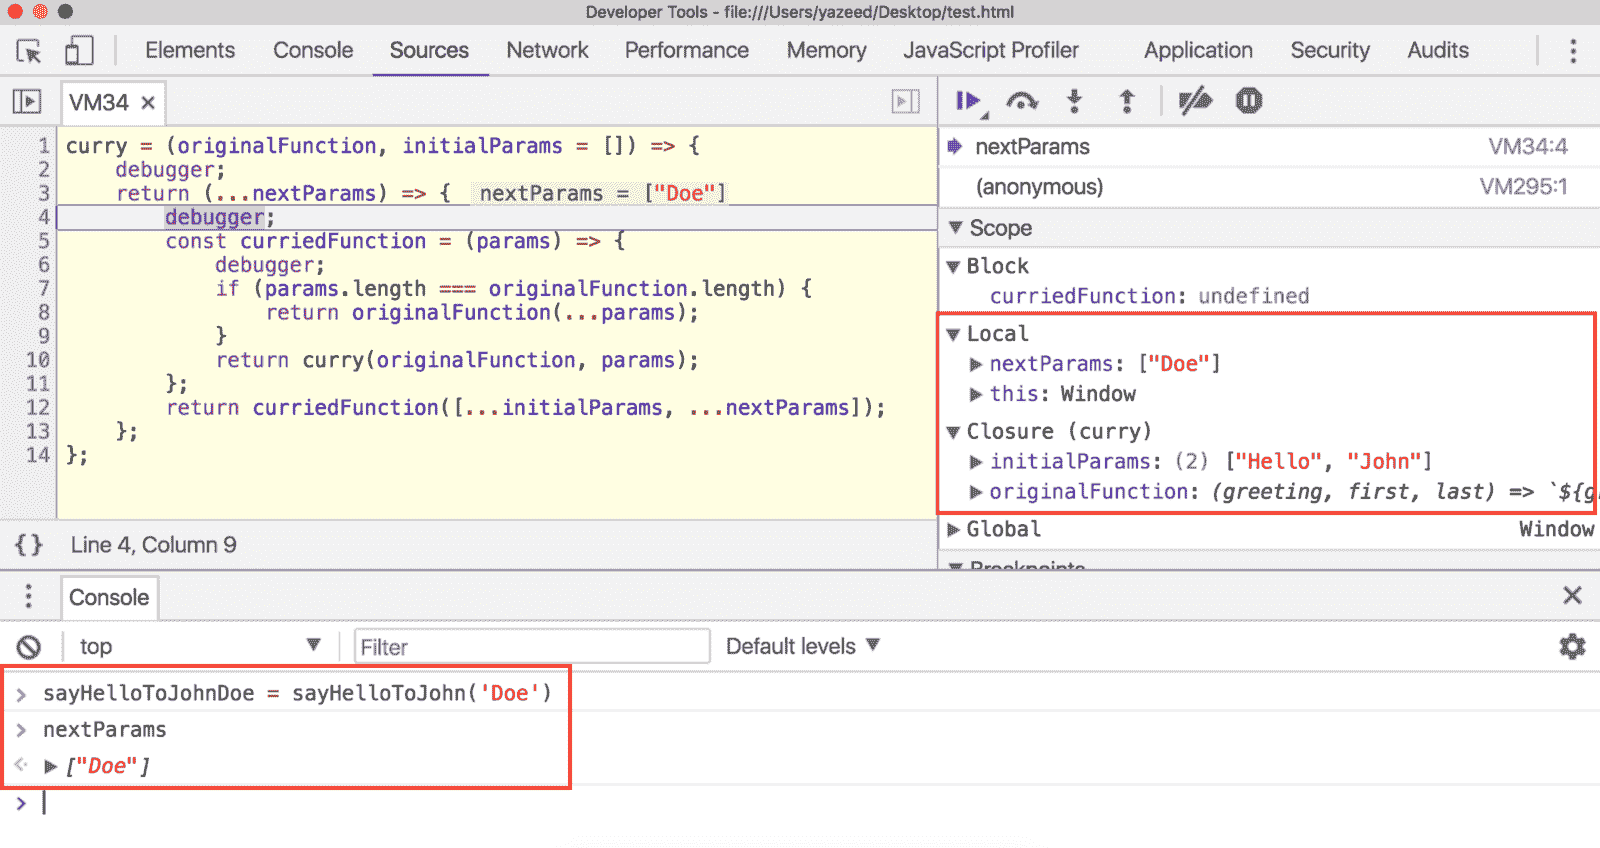 Developer Tools - file:///Users/yazeed/Desktop/test.html
Elements Console Sources Network Performance Memory JavaScript Profiler Application Security Audits
VM34 ×
1 curry = (originalFunction, initialParams = []) => {
2 debugger;
3 return (...nextParams) => { nextParams = ["Doe"]
4 debugger;
5 const curriedFunction = (params) => {
6 debugger;
7 if (params.length === originalFunction.length) {
8 return originalFunction(...params);
9 }
10 return curry(originalFunction, params);
11 };
12 return curriedFunction([...initialParams, ...nextParams]);
13 };
14 };
{} Line 4, Column 9
nextParams VM34:4
(anonymous) VM295:1
Scope
Block
curriedFunction: undefined
Local
nextParams: ["Doe"]
this: Window
Closure (curry)
initialParams: (2) ["Hello", "John"]
originalFunction: (greeting, first, last) => `${g
Global Window
Breakpoints
Console
top Filter Default levels
> sayHelloToJohnDoe = sayHelloToJohn('Doe')
> nextParams
["Doe"]
>